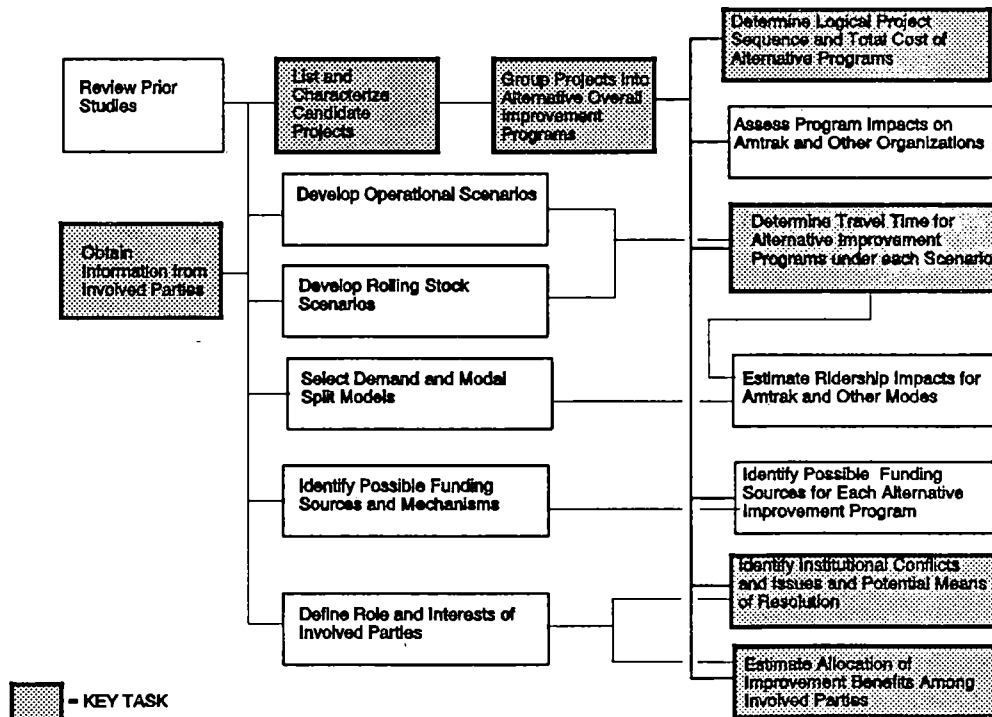 Review Prior
Studies
Obtain
Information from
Involved Parties
List and
Characterize
Candidate
Projects
Group Projects into
Alternative Overall
Improvement
Programs
Develop Operational Scenarios
Develop Rolling Stock
Scenarios
Select Demand and Modal
Split Models
Identify Possible Funding
Sources and Mechanisms
Define Role and Interests of
Involved Parties
Determine Logical Project
Sequence and Total Cost of
Alternative Programs
Assess Program Impacts on
Amtrak and Other Organizations
Determine Travel Time for
Alternative Improvement
Programs under each Scenario
Estimate Ridership Impacts for
Amtrak and Other Modes
Identify Possible Funding
Sources for Each Alternative
Improvement Program
Identify Institutional Conflicts
and Issues and Potential Means
of Resolution
Estimate Allocation of
Improvement Benefits Among
Involved Parties
= KEY TASK